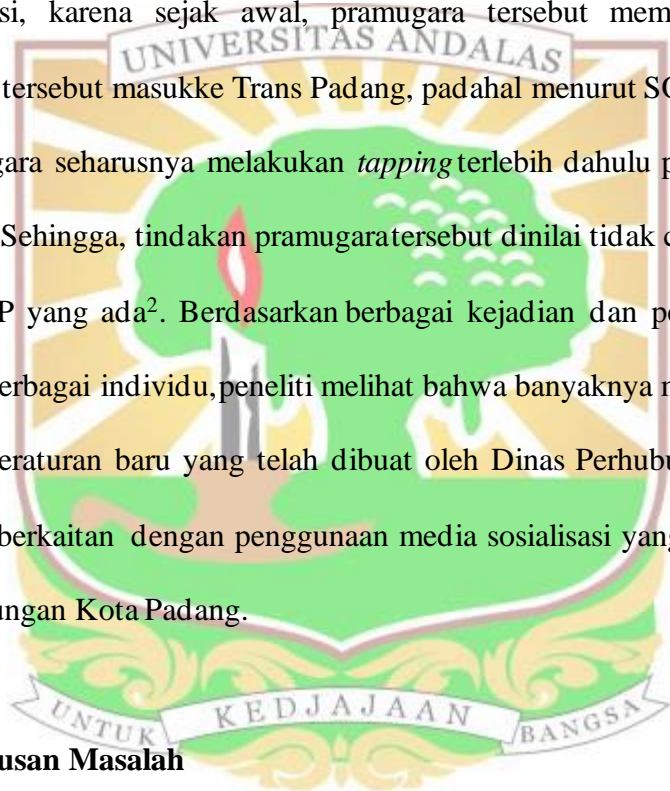 si, karena sejak awal, pramugara tersebut mem
UNIVERSITAS ANDALAS
tersebut masukke Trans Padang, padahal menurut SO
gara seharusnya melakukan tapping terlebih dahulu p
Sehingga, tindakan pramugaratersebut dinilai tidak
P yang ada². Berdasarkan berbagai kejadian dan pe
erbagai individu,peneliti melihat bahwa banyaknya
eraturan baru yang telah dibuat oleh Dinas Perhubu
berkaitan dengan penggunaan media sosialisasi yang
ungan Kota Padang.
UNTUK KEDJAJAAN BANGSA
usan Masalah